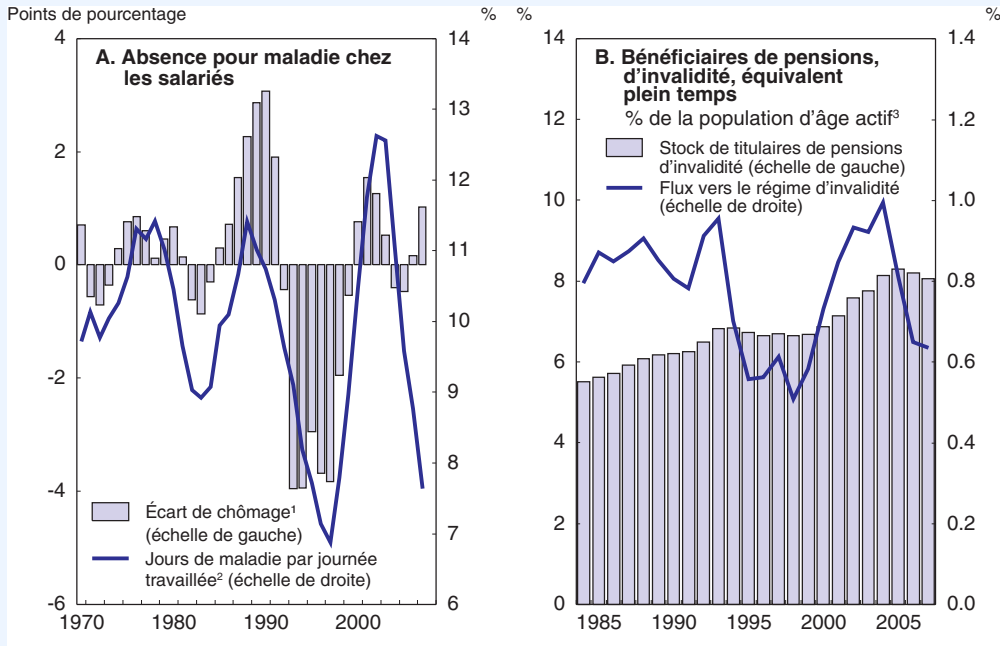 Points de pourcentage
%
%
%
4
14
14
1.4
A. Absence pour maladie chez
les salariés
B. Bénéficiaires de pensions,
d’invalidité, équivalent
plein temps
% de la population d’âge actif³
Stock de titulaires de pensions
d’invalidité (échelle de gauche)
Flux vers le régime d’invalidité
(échelle de droite)
2
0
-2
-4
-6
13
12
11
10
9
8
7
6
Écart de chômage¹
(échelle de gauche)
Jours de maladie par journée
travaillée² (échelle de droite)
1970
1980
1990
2000
12
10
8
6
4
2
0
1.2
1.0
0.8
0.6
0.4
0.2
0.0
1985
1990
1995
2000
2005